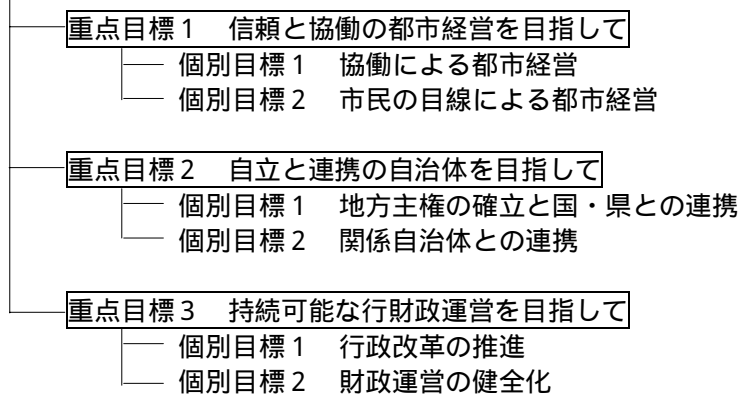 重点目標1　信頼と協働の都市経営を目指して
個別目標1　協働による都市経営
個別目標2　市民の目線による都市経営
重点目標2　自立と連携の自治体を目指して
個別目標1　地方主権の確立と国・県との連携
個別目標2　関係自治体との連携
重点目標3　持続可能な行財政運営を目指して
個別目標1　行政改革の推進
個別目標2　財政運営の健全化